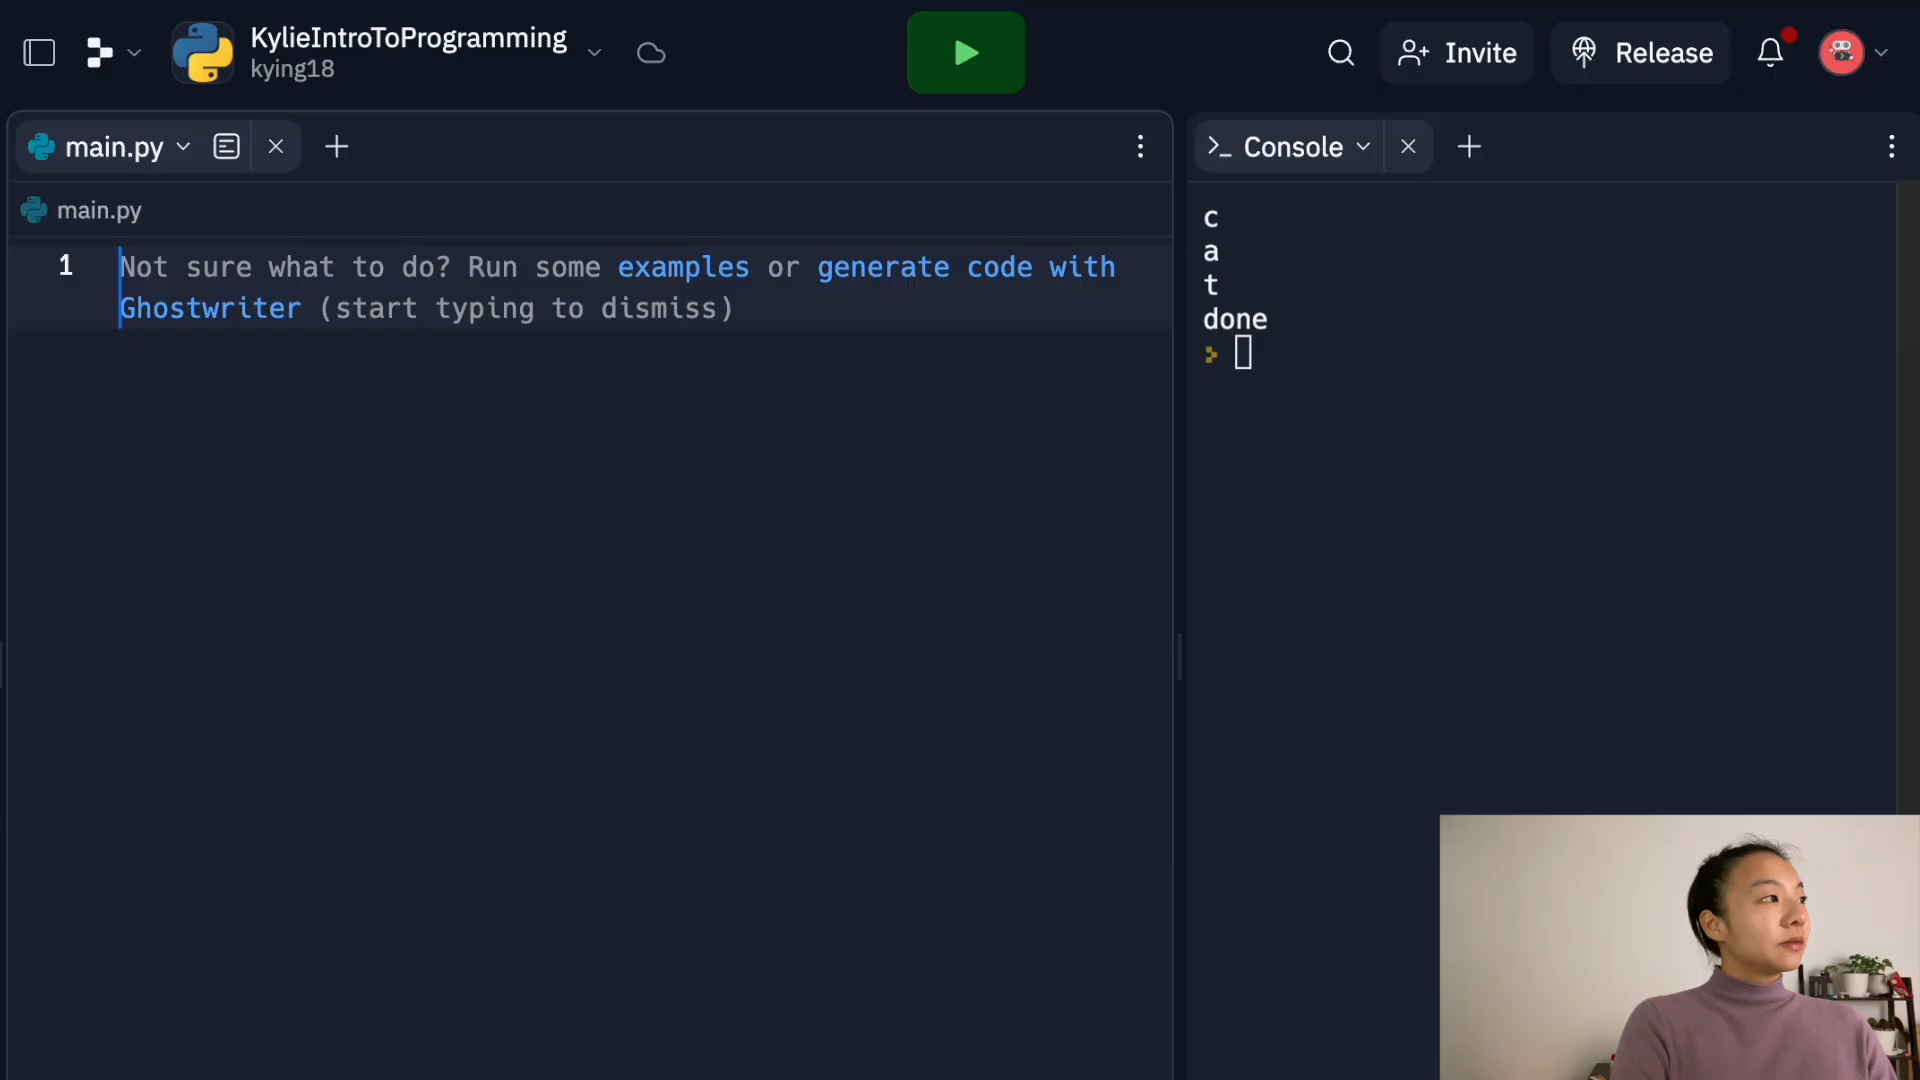 KylieIntroToProgramming
kying18
Invite
Release
main.py
Console
main.py
1
Not sure what to do? Run some examples or generate code with
Ghostwriter (start typing to dismiss)
c
a
t
done